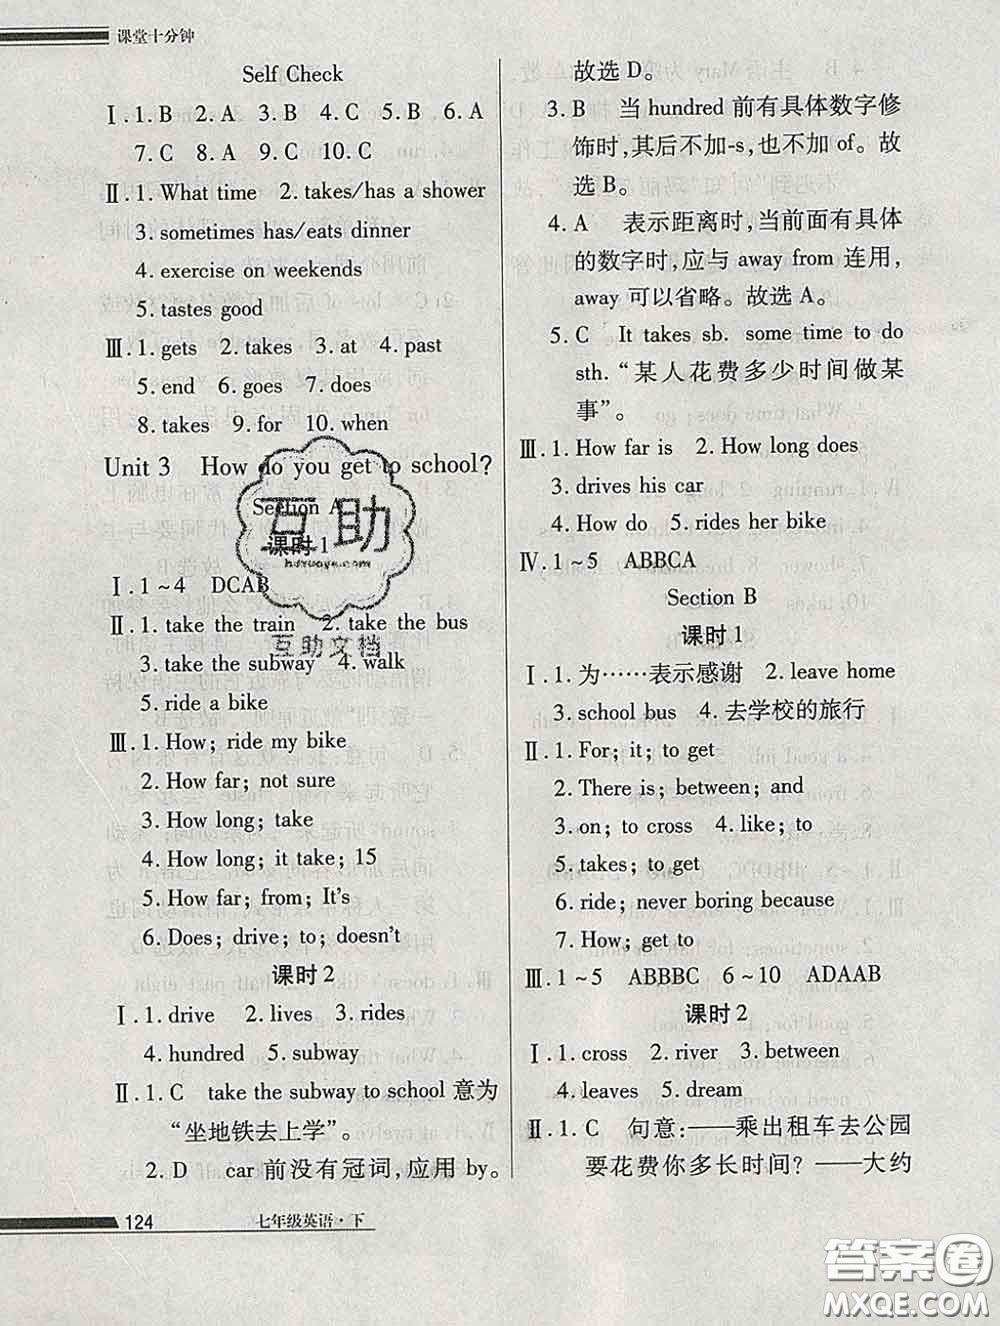 课堂十分钟
Self Check
Ⅰ. 1. B 2. A 3. B 4. C 5. B 6. A
7. C 8. A 9. C 10. C
Ⅱ. 1. What time 2. takes/has a shower
3. sometimes has/eats dinner
4. exercise on weekends
5. tastes good
Ⅲ. 1. gets 2. takes 3. at 4. past
5. end 6. goes 7. does
8. takes 9. for 10. when
Unit 3 How do you get to school?
Section A
课时 1
Ⅰ. 1～4 DCAB
Ⅱ. 1. take the train 2. take the bus
3. take the subway 4. walk
5. ride a bike
Ⅲ. 1. How; ride my bike
2. How far; not sure
3. How long; take
4. How long; it take; 15
5. How far; from; It's
6. Does; drive; to; doesn't
课时 2
Ⅰ. 1. drive 2. lives 3. rides
4. hundred 5. subway
Ⅱ. 1. C take the subway to school 意为
“坐地铁去上学”。
2. D car 前没有冠词，应用 by。
故选 D。
3. B 当 hundred 前有具体数字修
饰时，其后不加-s，也不加 of。故
选 B。
4. A 表示距离时，当前面有具体
的数字时，应与 away from 连用，
away 可以省略。故选 A。
5. C It takes sb. some time to do
sth. “某人花费多少时间做某
事”。
Ⅲ. 1. How far is 2. How long does
3. drives his car
4. How do 5. rides her bike
Ⅳ. 1～5 ABBCA
Section B
课时 1
Ⅰ. 1. 为……表示感谢 2. leave home
3. school bus 4. 去学校的旅行
Ⅱ. 1. For; it; to get
2. There is; between; and
3. on; to cross 4. like; to
5. takes; to get
6. ride; never boring because
7. How; get to
Ⅲ. 1～5 ABBBC 6～10 ADAAB
课时 2
Ⅰ. 1. cross 2. river 3. between
4. leaves 5. dream
Ⅱ. 1. C 句意：——乘出租车去公园
要花费你多长时间？——大约
互助
hdzuoye.com
互助文档
124 七年级英语·下
答案圈
MXQE.COM